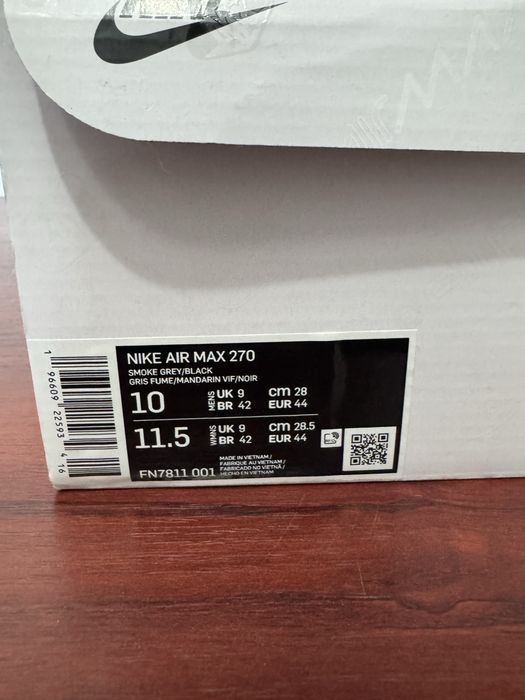 NIKE AIR MAX 270
SMOKE GREY/BLACK
GRIS FUME/MANDARIN VIF/NOIR
10 MENS UK 9 cm 28
BR 42 EUR 44
11.5 WMNS UK 9 cm 28.5
BR 42 EUR 44
FN7811 001
MADE IN VIETNAM /
FABRIQUE AU VIETNAM /
FABRICADO NO VIETNÃ /
HECHO EN VIETNAM
1 96609 22593 4 16